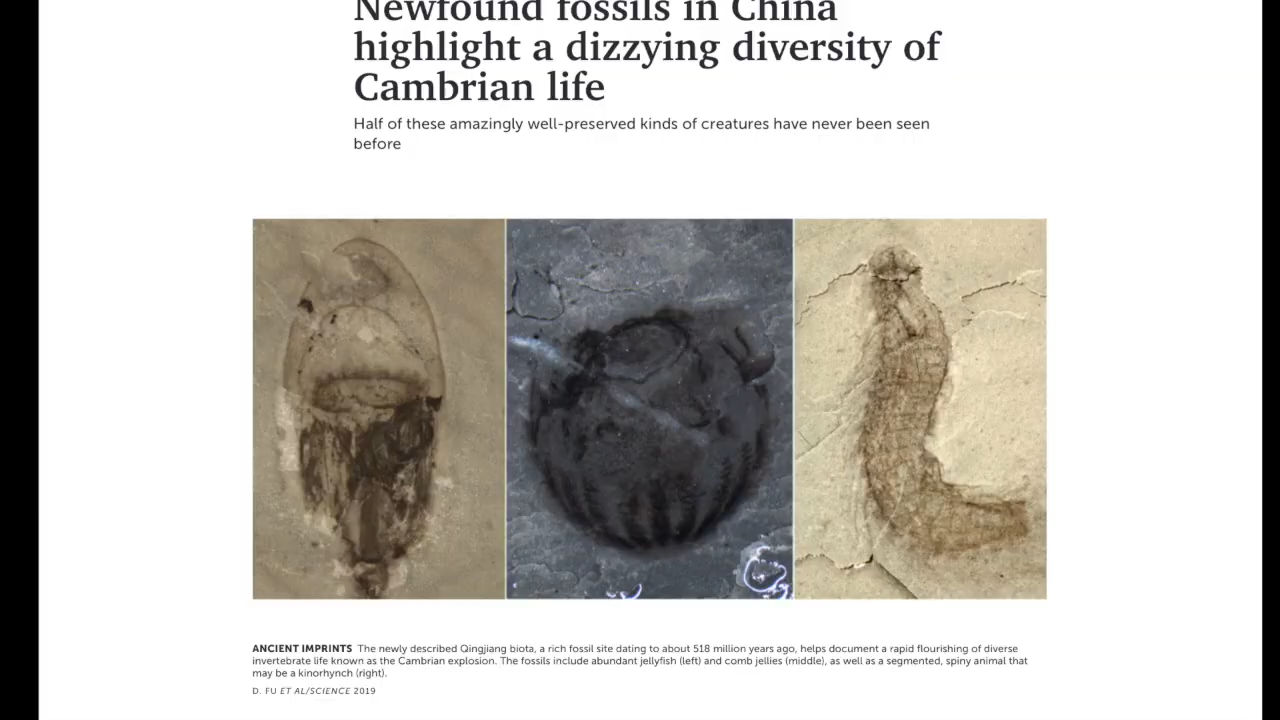 Newfound fossils in China
highlight a dizzying diversity of
Cambrian life
Half of these amazingly well-preserved kinds of creatures have never been seen
before
ANCIENT IMPRINTS The newly described Qingjiang biota, a rich fossil site dating to about 518 million years ago, helps document a rapid flourishing of diverse
invertebrate life known as the Cambrian explosion. The fossils include abundant jellyfish (left) and comb jellies (middle), as well as a segmented, spiny animal that
may be a kinorhynch (right).
D. FU ET AL/SCIENCE 2019